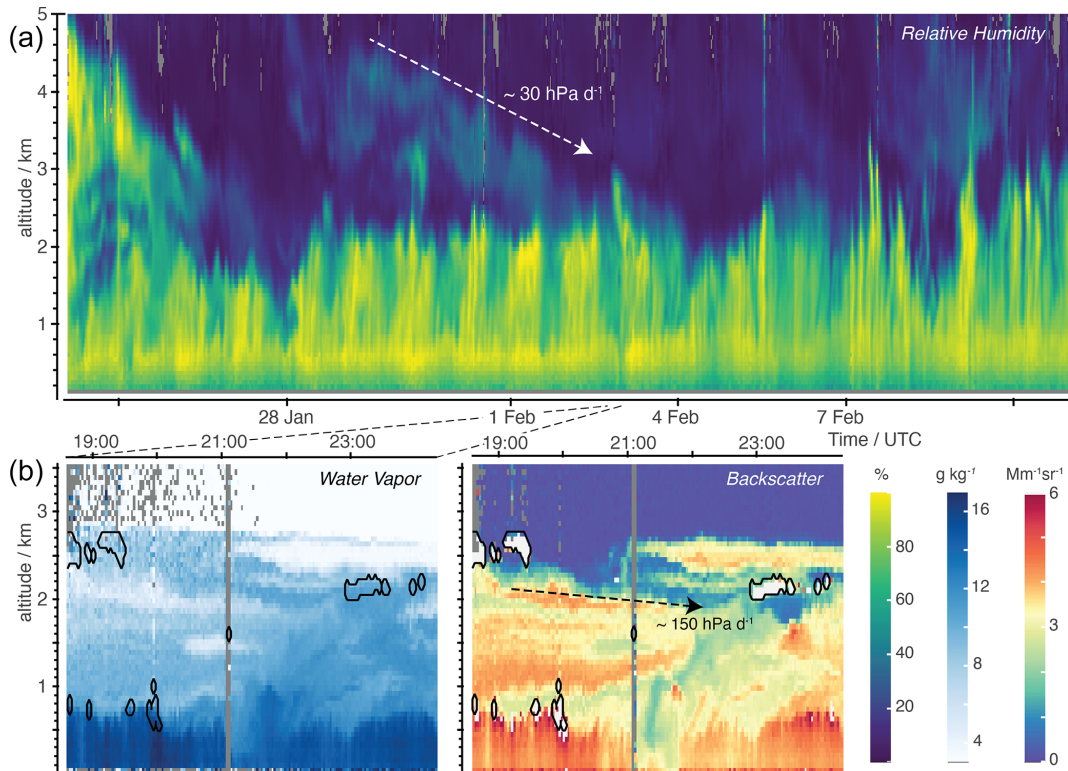 (a)
Relative Humidity
5
4
3
2
1
altitude / km
~ 30 hPa d⁻¹
28 Jan
1 Feb
4 Feb
7 Feb
Time / UTC
(b)
19:00
21:00
23:00
19:00
21:00
23:00
Water Vapor
Backscatter
3
2
1
altitude / km
~ 150 hPa d⁻¹
%
80
60
40
20
g kg⁻¹
16
12
8
4
Mm⁻¹sr⁻¹
6
3
0